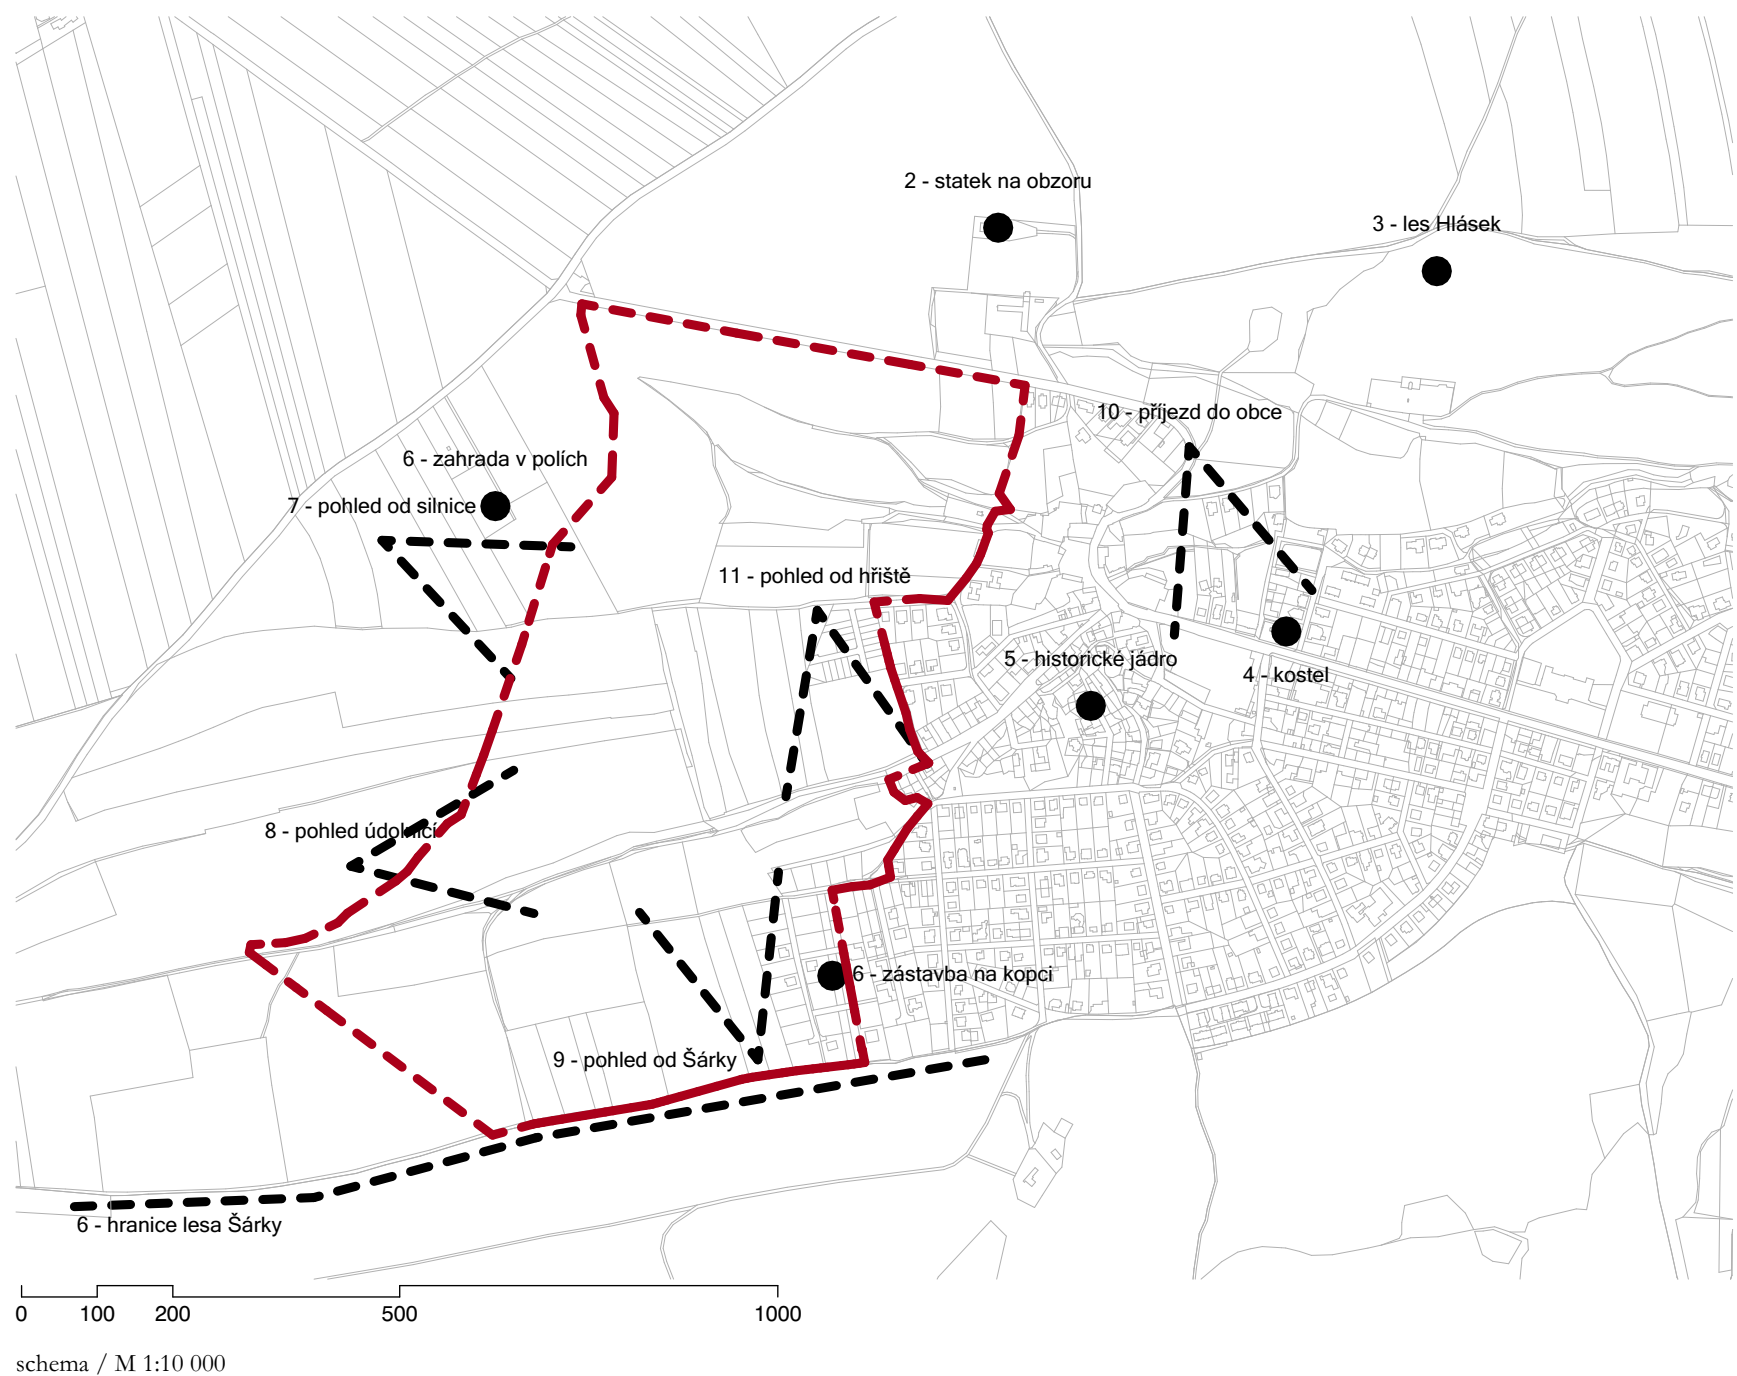 2 - statek na obzoru
3 - les Hlásek
10 - příjezd do obce
6 - zahrada v polích
7 - pohled od silnice
11 - pohled od hřiště
5 - historické jádro
4 - kostel
8 - pohled údolnicí
6 - zástavba na kopci
9 - pohled od Šárky
6 - hranice lesa Šárky
0 100 200 500 1000
schema / M 1:10 000